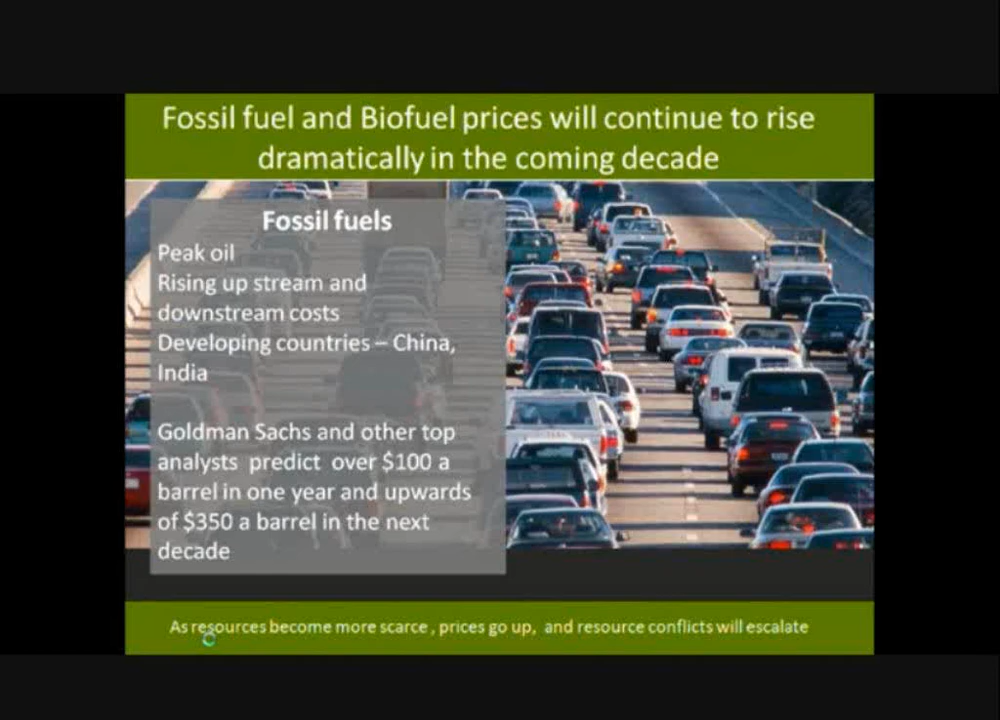 Fossil fuel and Biofuel prices will continue to rise
dramatically in the coming decade
Fossil fuels
Peak oil
Rising up stream and
downstream costs
Developing countries – China,
India
Goldman Sachs and other top
analysts predict over $100 a
barrel in one year and upwards
of $350 a barrel in the next
decade
As resources become more scarce , prices go up, and resource conflicts will escalate